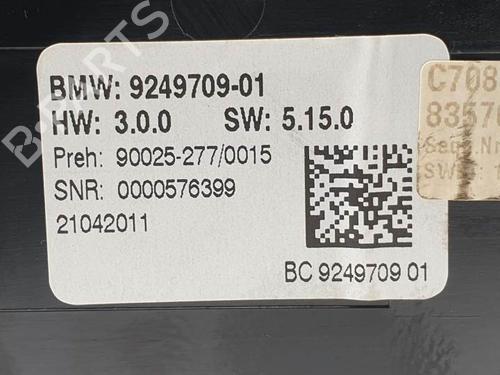 B-PARTS
BMW: 9249709-01
HW: 3.0.0 SW: 5.15.0
Preh: 90025-277/0015
SNR: 0000576399
21042011
BC 9249709 01
C708
8357